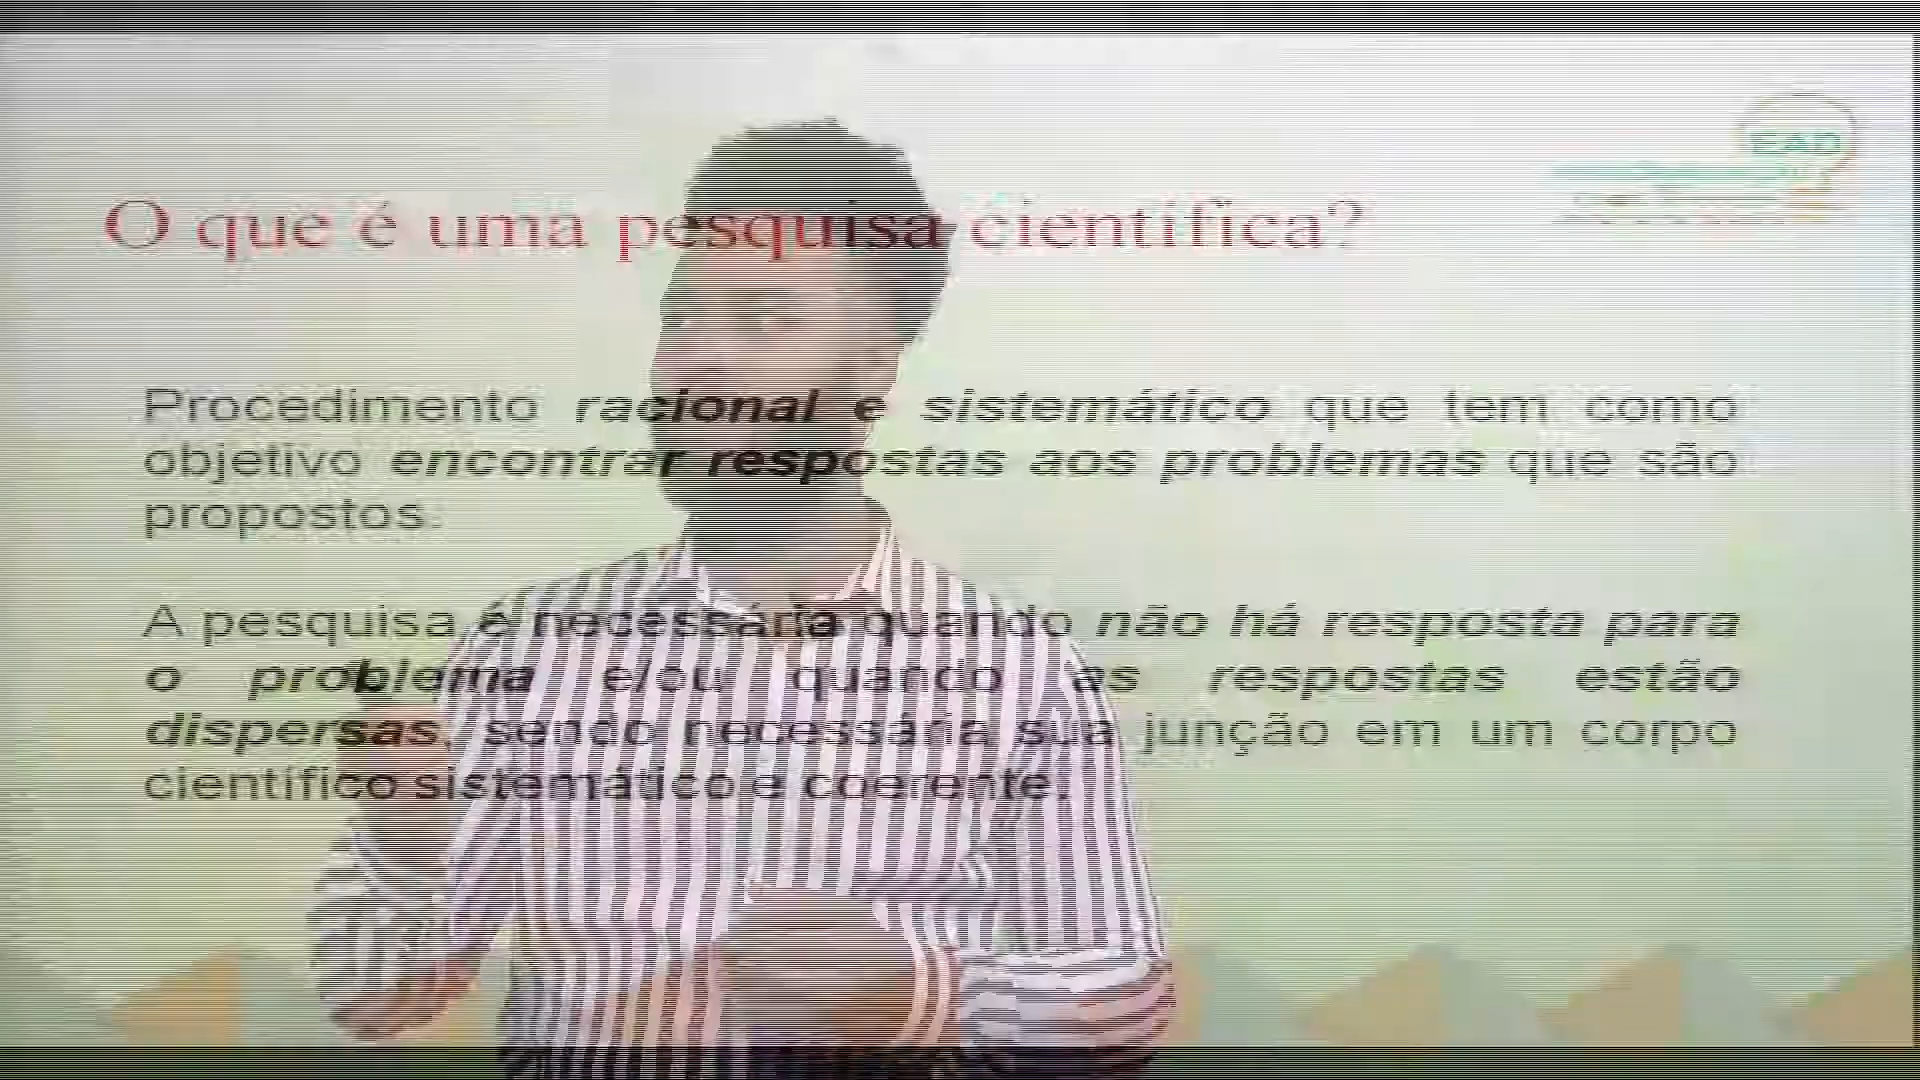 EAD
O que é uma pesquisa científica?
Procedimento racional e sistemático que tem como
objetivo encontrar respostas aos problemas que são
propostos.
A pesquisa é necessária quando não há resposta para
o problema e/ou quando as respostas estão
dispersas, sendo necessária sua junção em um corpo
científico sistemático e coerente.